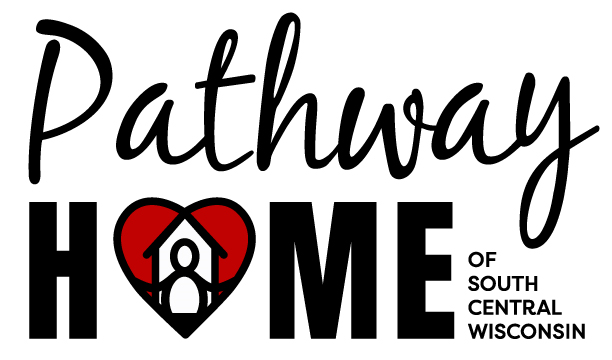 Pathway
HOME
OF
SOUTH
CENTRAL
WISCONSIN